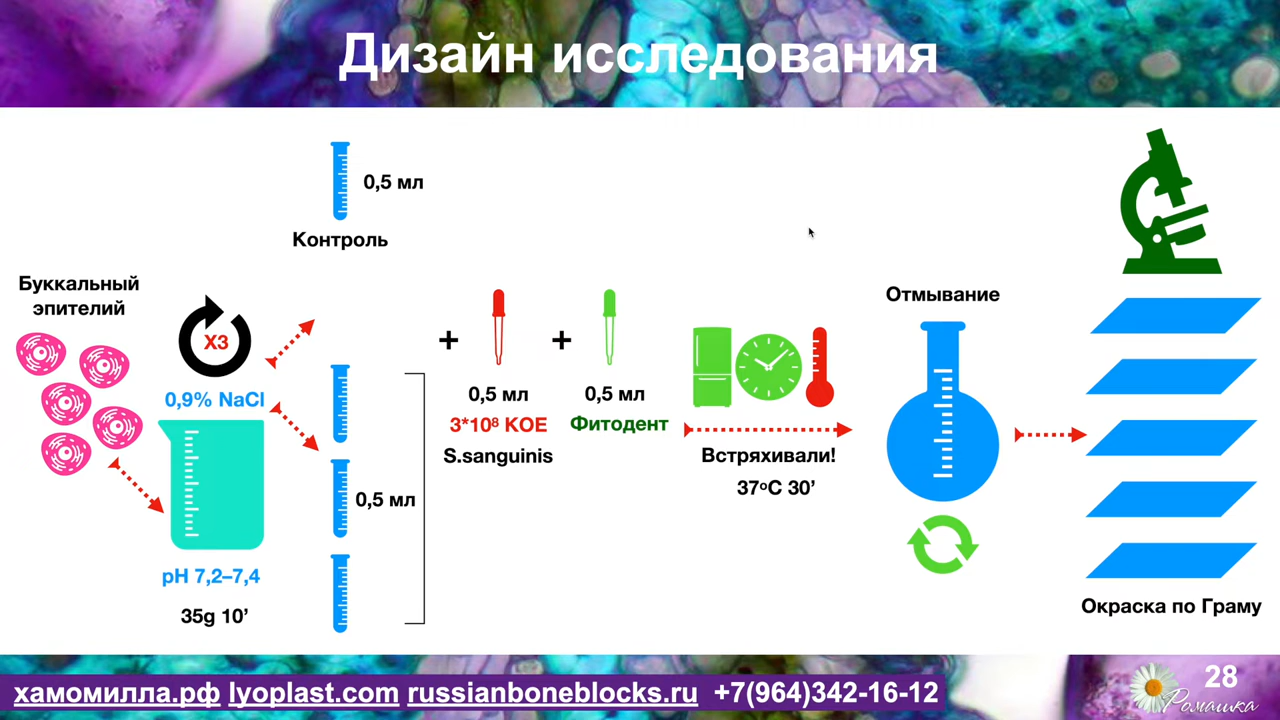 Дизайн исследования
0,5 мл
Контроль
Буккальный
эпителий
X3
0,9% NaCl
pH 7,2–7,4
35g 10’
0,5 мл
+
0,5 мл
3*10⁸ КОЕ
S.sanguinis
+
0,5 мл
Фитодент
Встряхивали!
37ºC 30’
Отмывание
Окраска по Граму
хамомилла.рф lyoplast.com russianboneblocks.ru +7(964)342-16-12
28
Ромашка